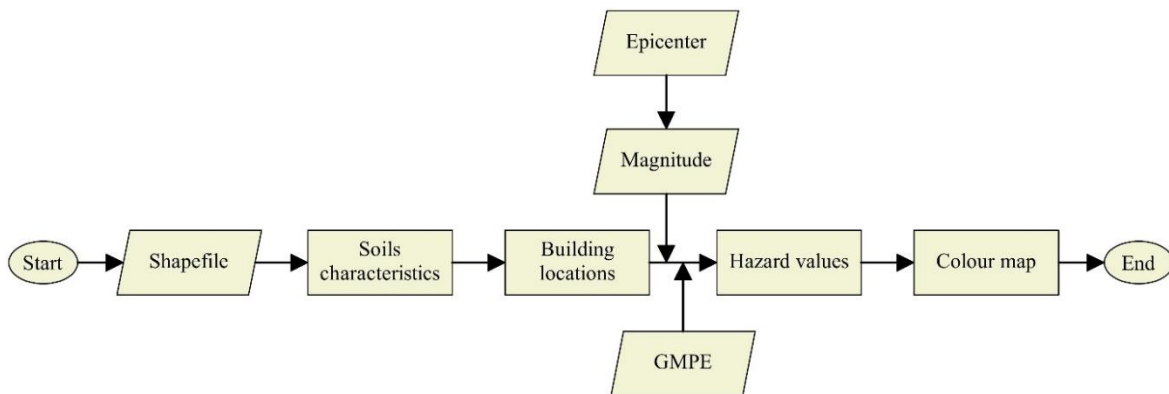 Epicenter
Magnitude
Start
Shapefile
Soils
characteristics
Building
locations
Hazard values
Colour map
End
GMPE